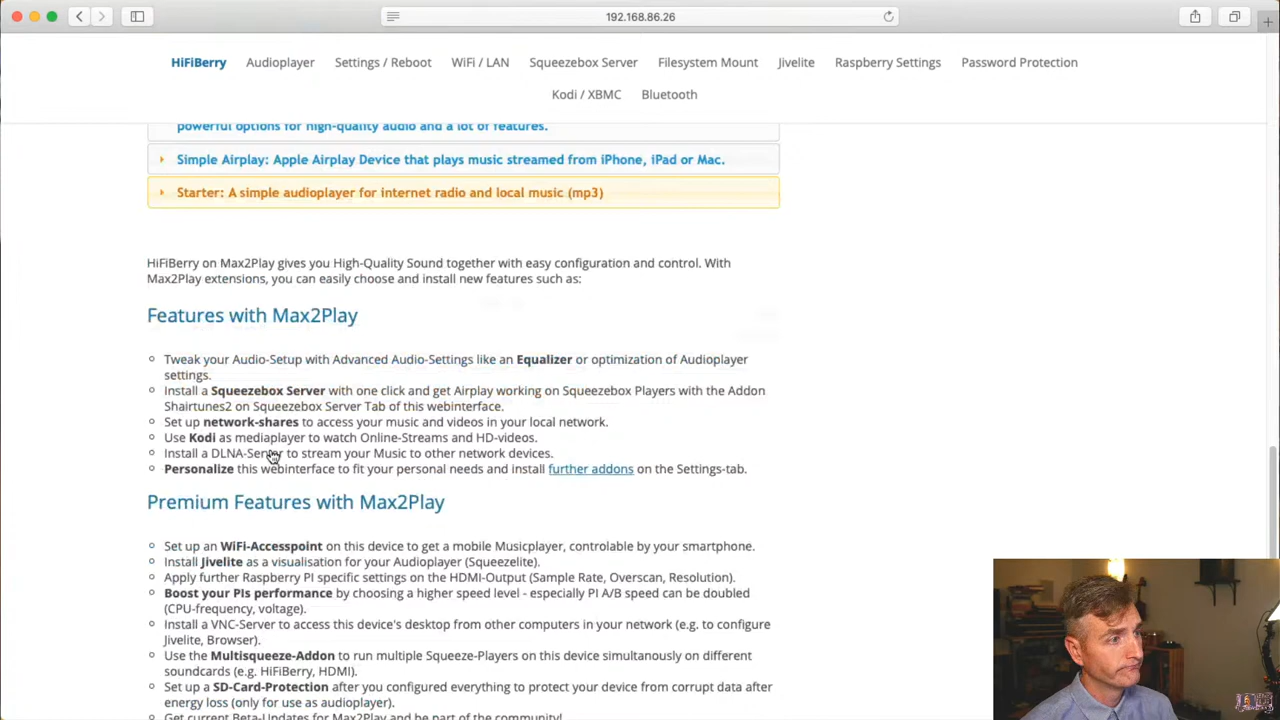 192.168.86.26
HiFiBerry Audioplayer Settings / Reboot WiFi / LAN Squeezebox Server Filesystem Mount Jivelite Raspberry Settings Password Protection
Kodi / XBMC Bluetooth
powerful options for high-quality audio and a lot of features.
Simple Airplay: Apple Airplay Device that plays music streamed from iPhone, iPad or Mac.
Starter: A simple audioplayer for internet radio and local music (mp3)
HiFiBerry on Max2Play gives you High-Quality Sound together with easy configuration and control. With
Max2Play extensions, you can easily choose and install new features such as:
Features with Max2Play
Tweak your Audio-Setup with Advanced Audio-Settings like an Equalizer or optimization of Audioplayer
settings.
Install a Squeezebox Server with one click and get Airplay working on Squeezebox Players with the Addon
Shairtunes2 on Squeezebox Server Tab of this webinterface.
Set up network-shares to access your music and videos in your local network.
Use Kodi as mediaplayer to watch Online-Streams and HD-videos.
Install a DLNA-Server to stream your Music to other network devices.
Personalize this webinterface to fit your personal needs and install further addons on the Settings-tab.
Premium Features with Max2Play
Set up an WiFi-Accesspoint on this device to get a mobile Musicplayer, controlable by your smartphone.
Install Jivelite as a visualisation for your Audioplayer (Squeezelite).
Apply further Raspberry PI specific settings on the HDMI-Output (Sample Rate, Overscan, Resolution).
Boost your PIs performance by choosing a higher speed level - especially PI A/B speed can be doubled
(CPU-frequency, voltage).
Install a VNC-Server to access this device's desktop from other computers in your network (e.g. to configure
Jivelite, Browser).
Use the Multisqueeze-Addon to run multiple Squeeze-Players on this device simultanously on different
soundcards (e.g. HiFiBerry, HDMI).
Set up a SD-Card-Protection after you configured everything to protect your device from corrupt data after
energy loss (only for use as audioplayer).
Get current Beta-Updates for Max2Play and be part of the community!